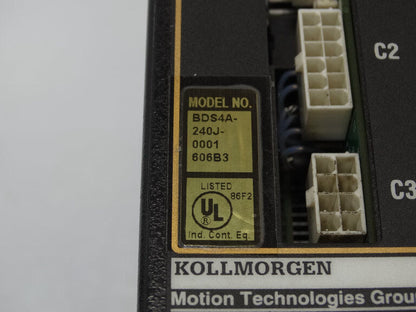 C2
MODEL NO.
BDS4A-
240J-
0001
606B3
C3
LISTED
86F2
UL
Ind. Cont. Eq.
KOLLMORGEN
Motion Technologies Group